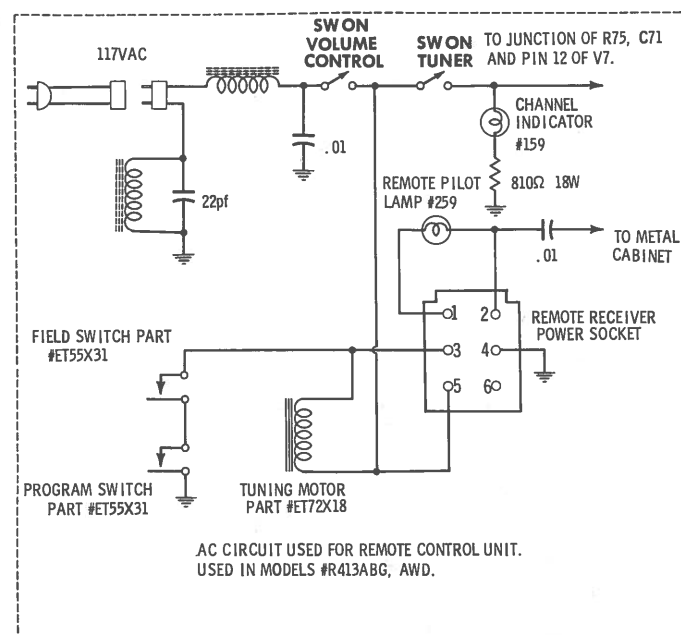 SW ON
VOLUME
CONTROL
SW ON
TUNER
TO JUNCTION OF R75, C71
AND PIN 12 OF V7.
117VAC
CHANNEL
INDICATOR
#159
.01
810Ω 18W
REMOTE PILOT
LAMP #259
22pf
.01
TO METAL
CABINET
1
2
REMOTE RECEIVER
POWER SOCKET
3
4
5
6
FIELD SWITCH PART
#ET55X31
PROGRAM SWITCH
PART #ET55X31
TUNING MOTOR
PART #ET72X18
AC CIRCUIT USED FOR REMOTE CONTROL UNIT.
USED IN MODELS #R413ABG, AWD.